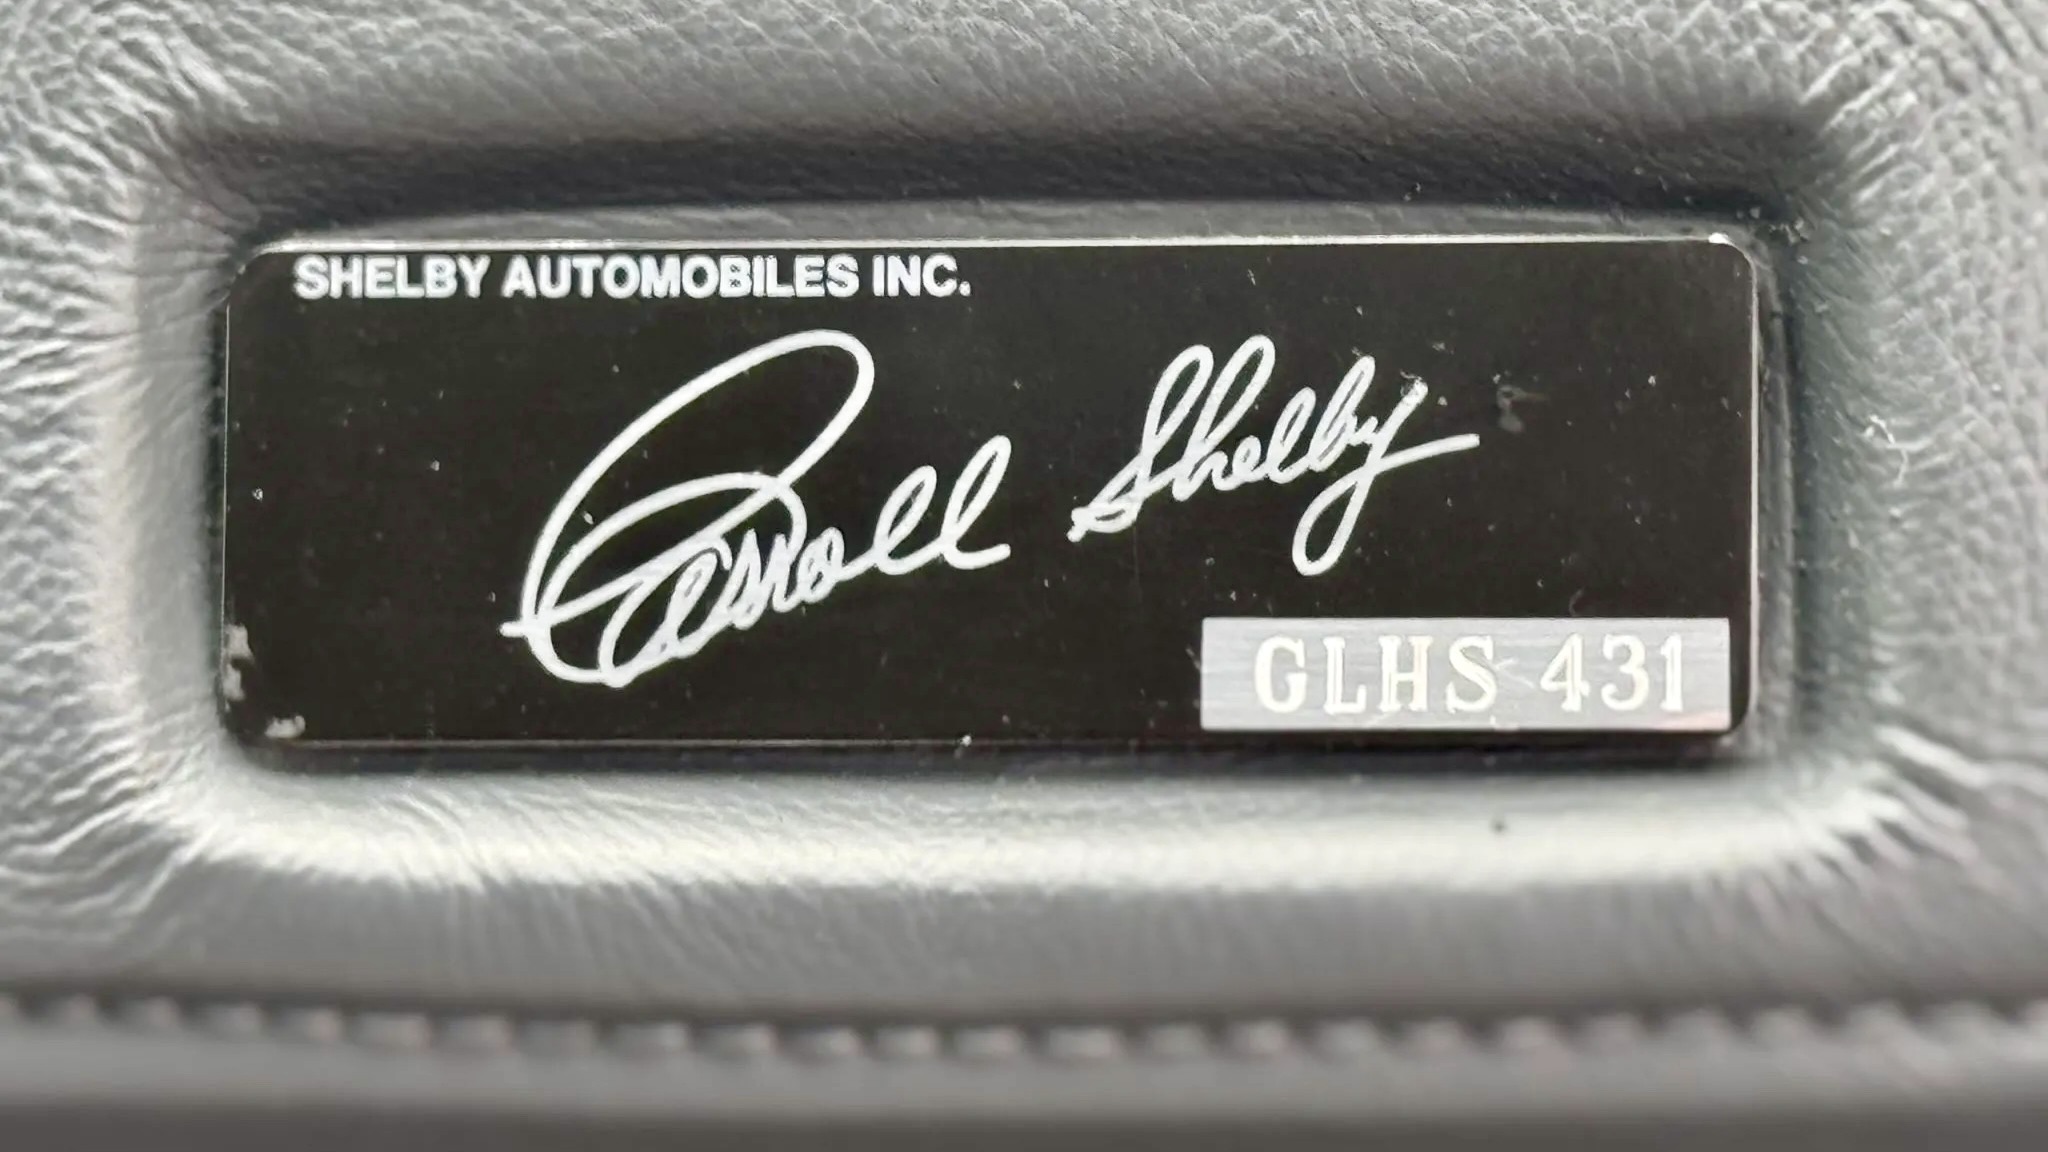 SHELBY AUTOMOBILES INC.
Carroll Shelby
GLHS 431